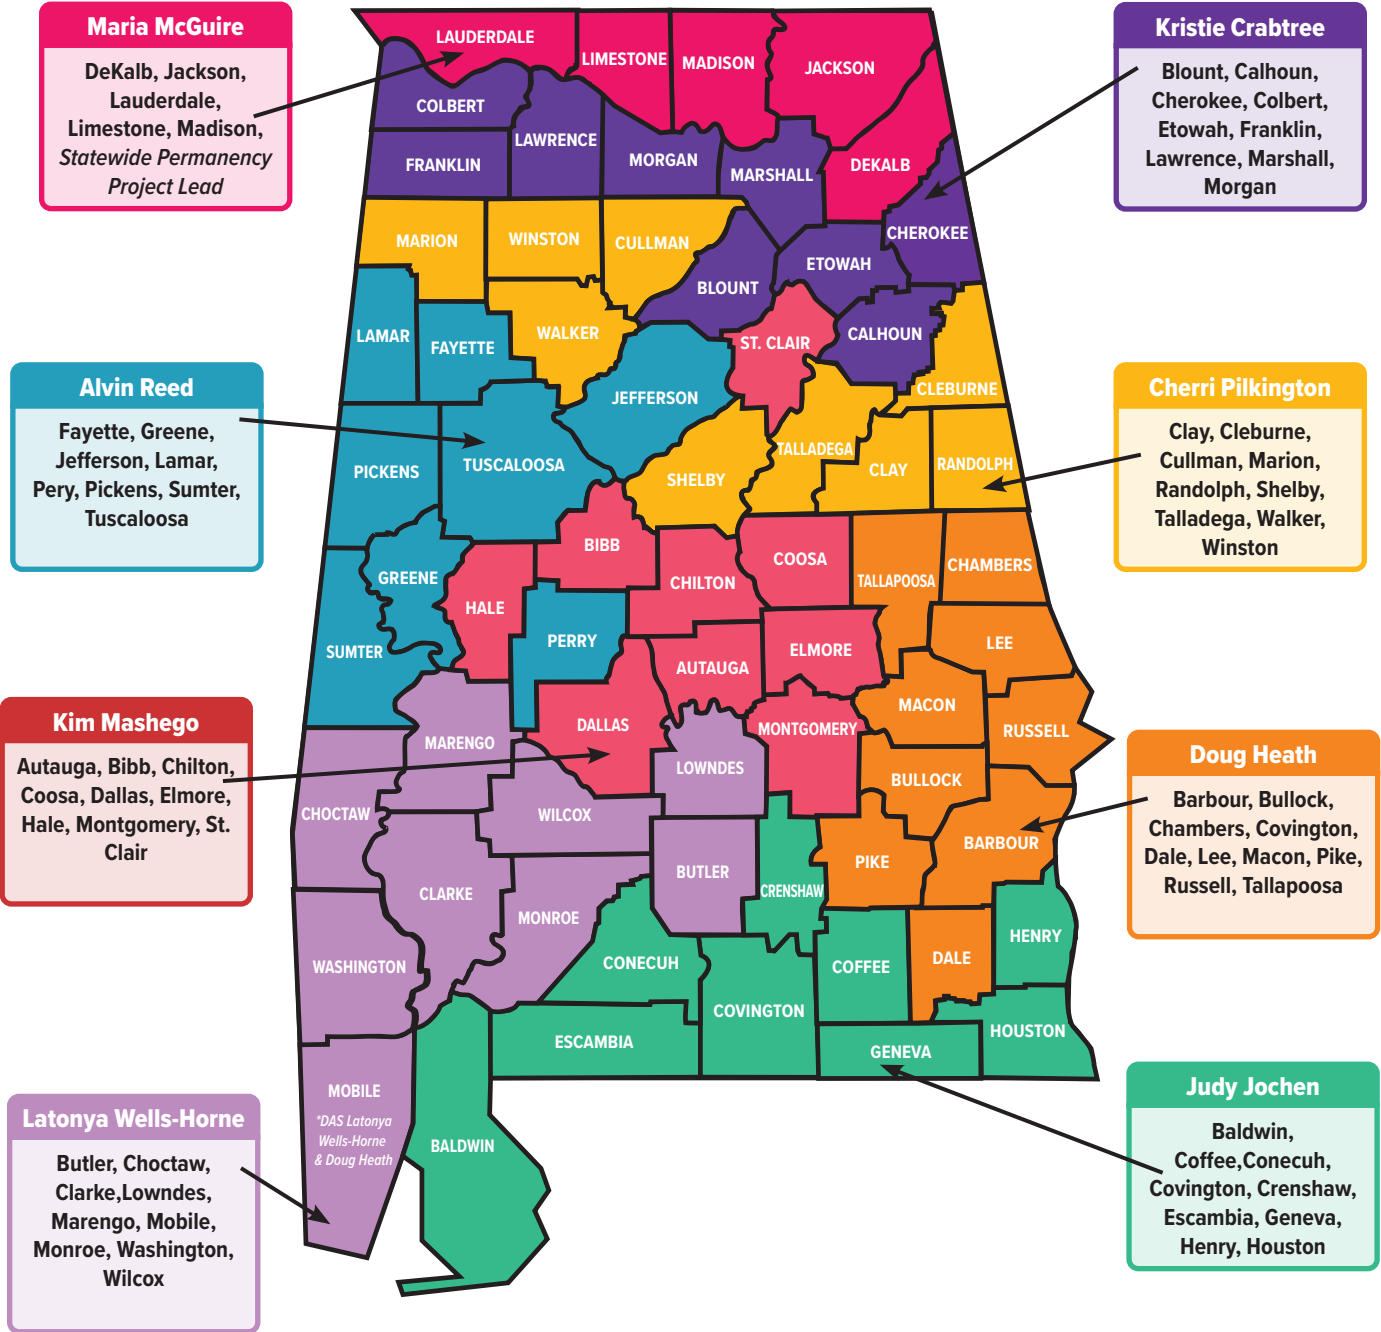 Maria McGuire
DeKalb, Jackson,
Lauderdale,
Limestone, Madison,
Statewide Permanency
Project Lead
Kristie Crabtree
Blount, Calhoun,
Cherokee, Colbert,
Etowah, Franklin,
Lawrence, Marshall,
Morgan
Alvin Reed
Fayette, Greene,
Jefferson, Lamar,
Pery, Pickens, Sumter,
Tuscaloosa
Cherri Pilkington
Clay, Cleburne,
Cullman, Marion,
Randolph, Shelby,
Talladega, Walker,
Winston
Kim Mashego
Autauga, Bibb, Chilton,
Coosa, Dallas, Elmore,
Hale, Montgomery, St.
Clair
Doug Heath
Barbour, Bullock,
Chambers, Covington,
Dale, Lee, Macon, Pike,
Russell, Tallapoosa
Latonya Wells-Horne
Butler, Choctaw,
Clarke,Lowndes,
Marengo, Mobile,
Monroe, Washington,
Wilcox
Judy Jochen
Baldwin,
Coffee,Conecuh,
Covington, Crenshaw,
Escambia, Geneva,
Henry, Houston
LAUDERDALE
LIMESTONE
MADISON
JACKSON
COLBERT
LAWRENCE
FRANKLIN
MORGAN
MARSHALL
DEKALB
CHEROKEE
MARION
WINSTON
CULLMAN
ETOWAH
BLOUNT
LAMAR
FAYETTE
WALKER
ST. CLAIR
CALHOUN
CLEBURNE
JEFFERSON
PICKENS
TUSCALOOSA
SHELBY
TALLADEGA
CLAY
RANDOLPH
GREENE
HALE
BIBB
CHILTON
COOSA
TALLAPOOSA
CHAMBERS
SUMTER
PERRY
AUTAUGA
ELMORE
LEE
MARENGO
DALLAS
LOWNDES
MONTGOMERY
MACON
RUSSELL
BULLOCK
CHOCTAW
WILCOX
BUTLER
CRENSHAW
PIKE
BARBOUR
CLARKE
MONROE
WASHINGTON
CONECUH
COVINGTON
COFFEE
DALE
HENRY
ESCAMBIA
GENEVA
HOUSTON
MOBILE
*DAS Latonya
Wells-Horne
& Doug Heath
BALDWIN